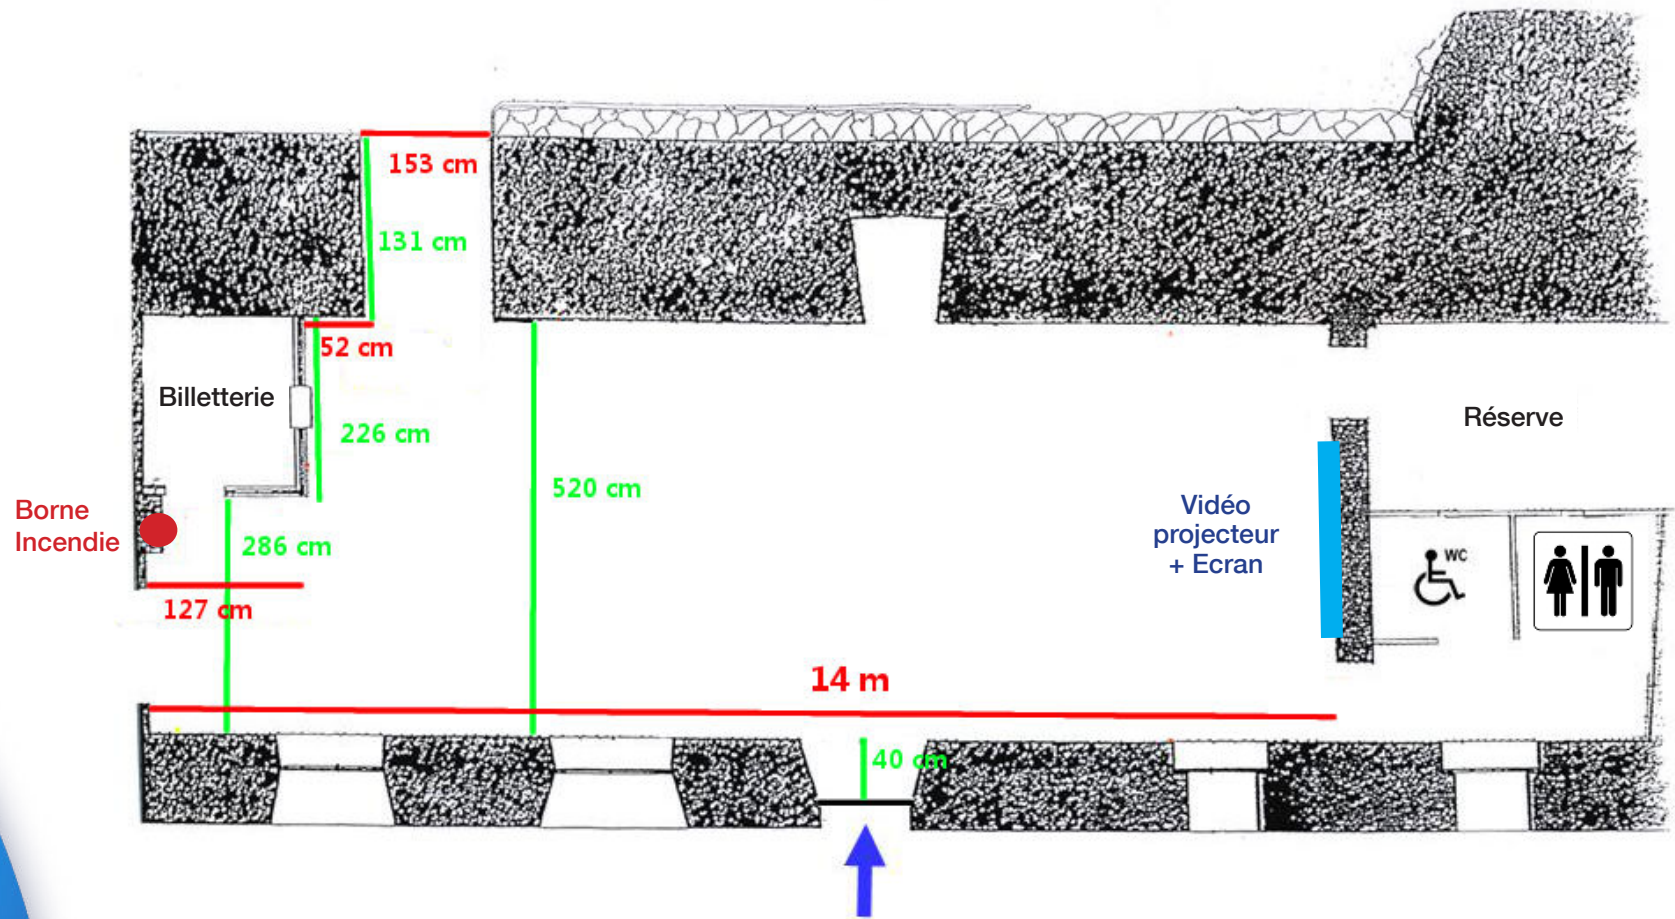 153 cm
131 cm
52 cm
Billetterie
226 cm
Réserve
520 cm
Borne
Incendie
286 cm
Vidéo
projecteur
+ Ecran
WC
127 cm
14 m
40 cm